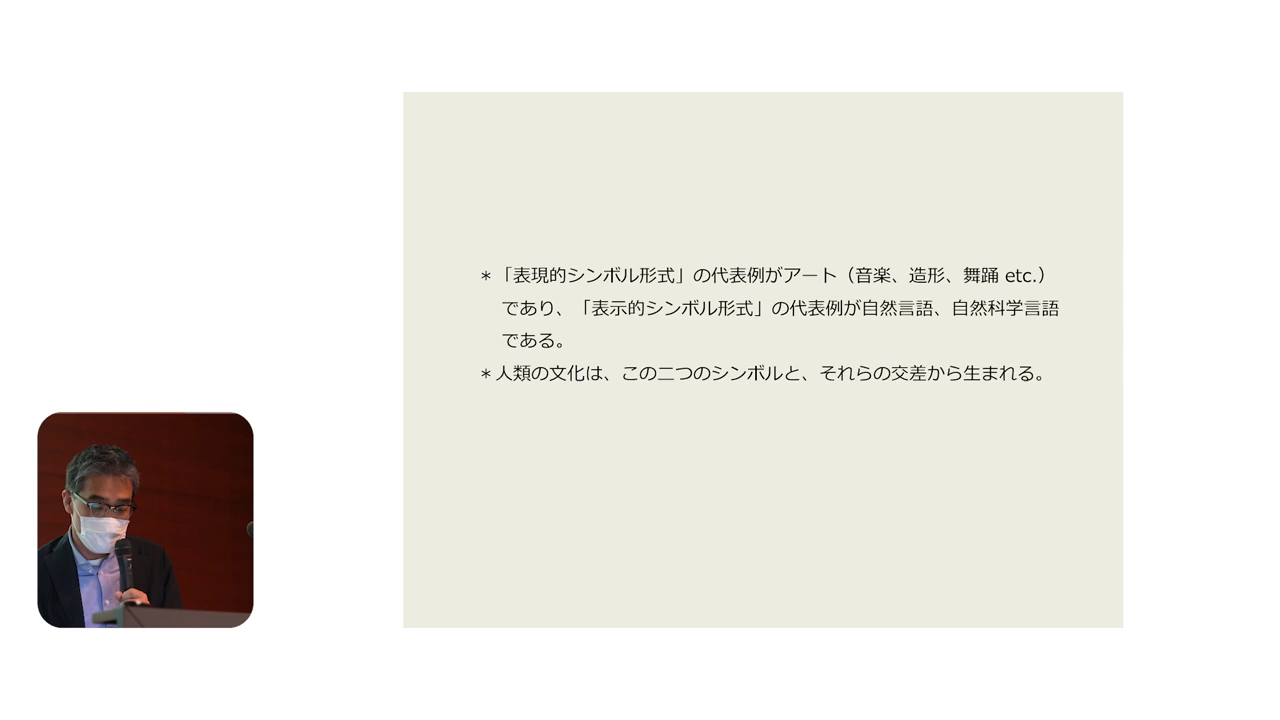 ＊「表現的シンボル形式」の代表例がアート（音楽、造形、舞踊 etc.）
であり、「表示的シンボル形式」の代表例が自然言語、自然科学言語
である。
＊人類の文化は、この二つのシンボルと、それらの交差から生まれる。